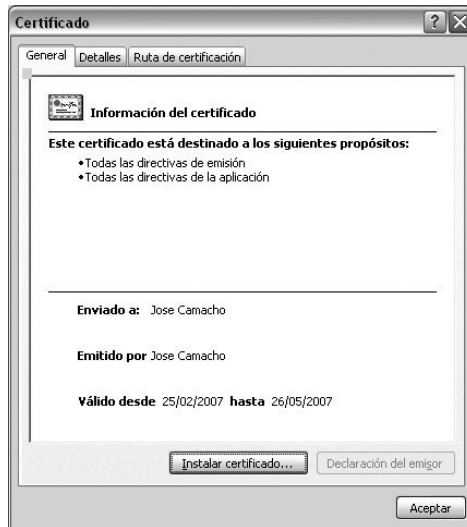 Certificado
General Detalles Ruta de certificación
Información del certificado
Este certificado está destinado a los siguientes propósitos:
•Todas las directivas de emisión
•Todas las directivas de la aplicación
Enviado a: Jose Camacho
Emitido por Jose Camacho
Válido desde 25/02/2007 hasta 26/05/2007
Instalar certificado... Declaración del emisor
Aceptar